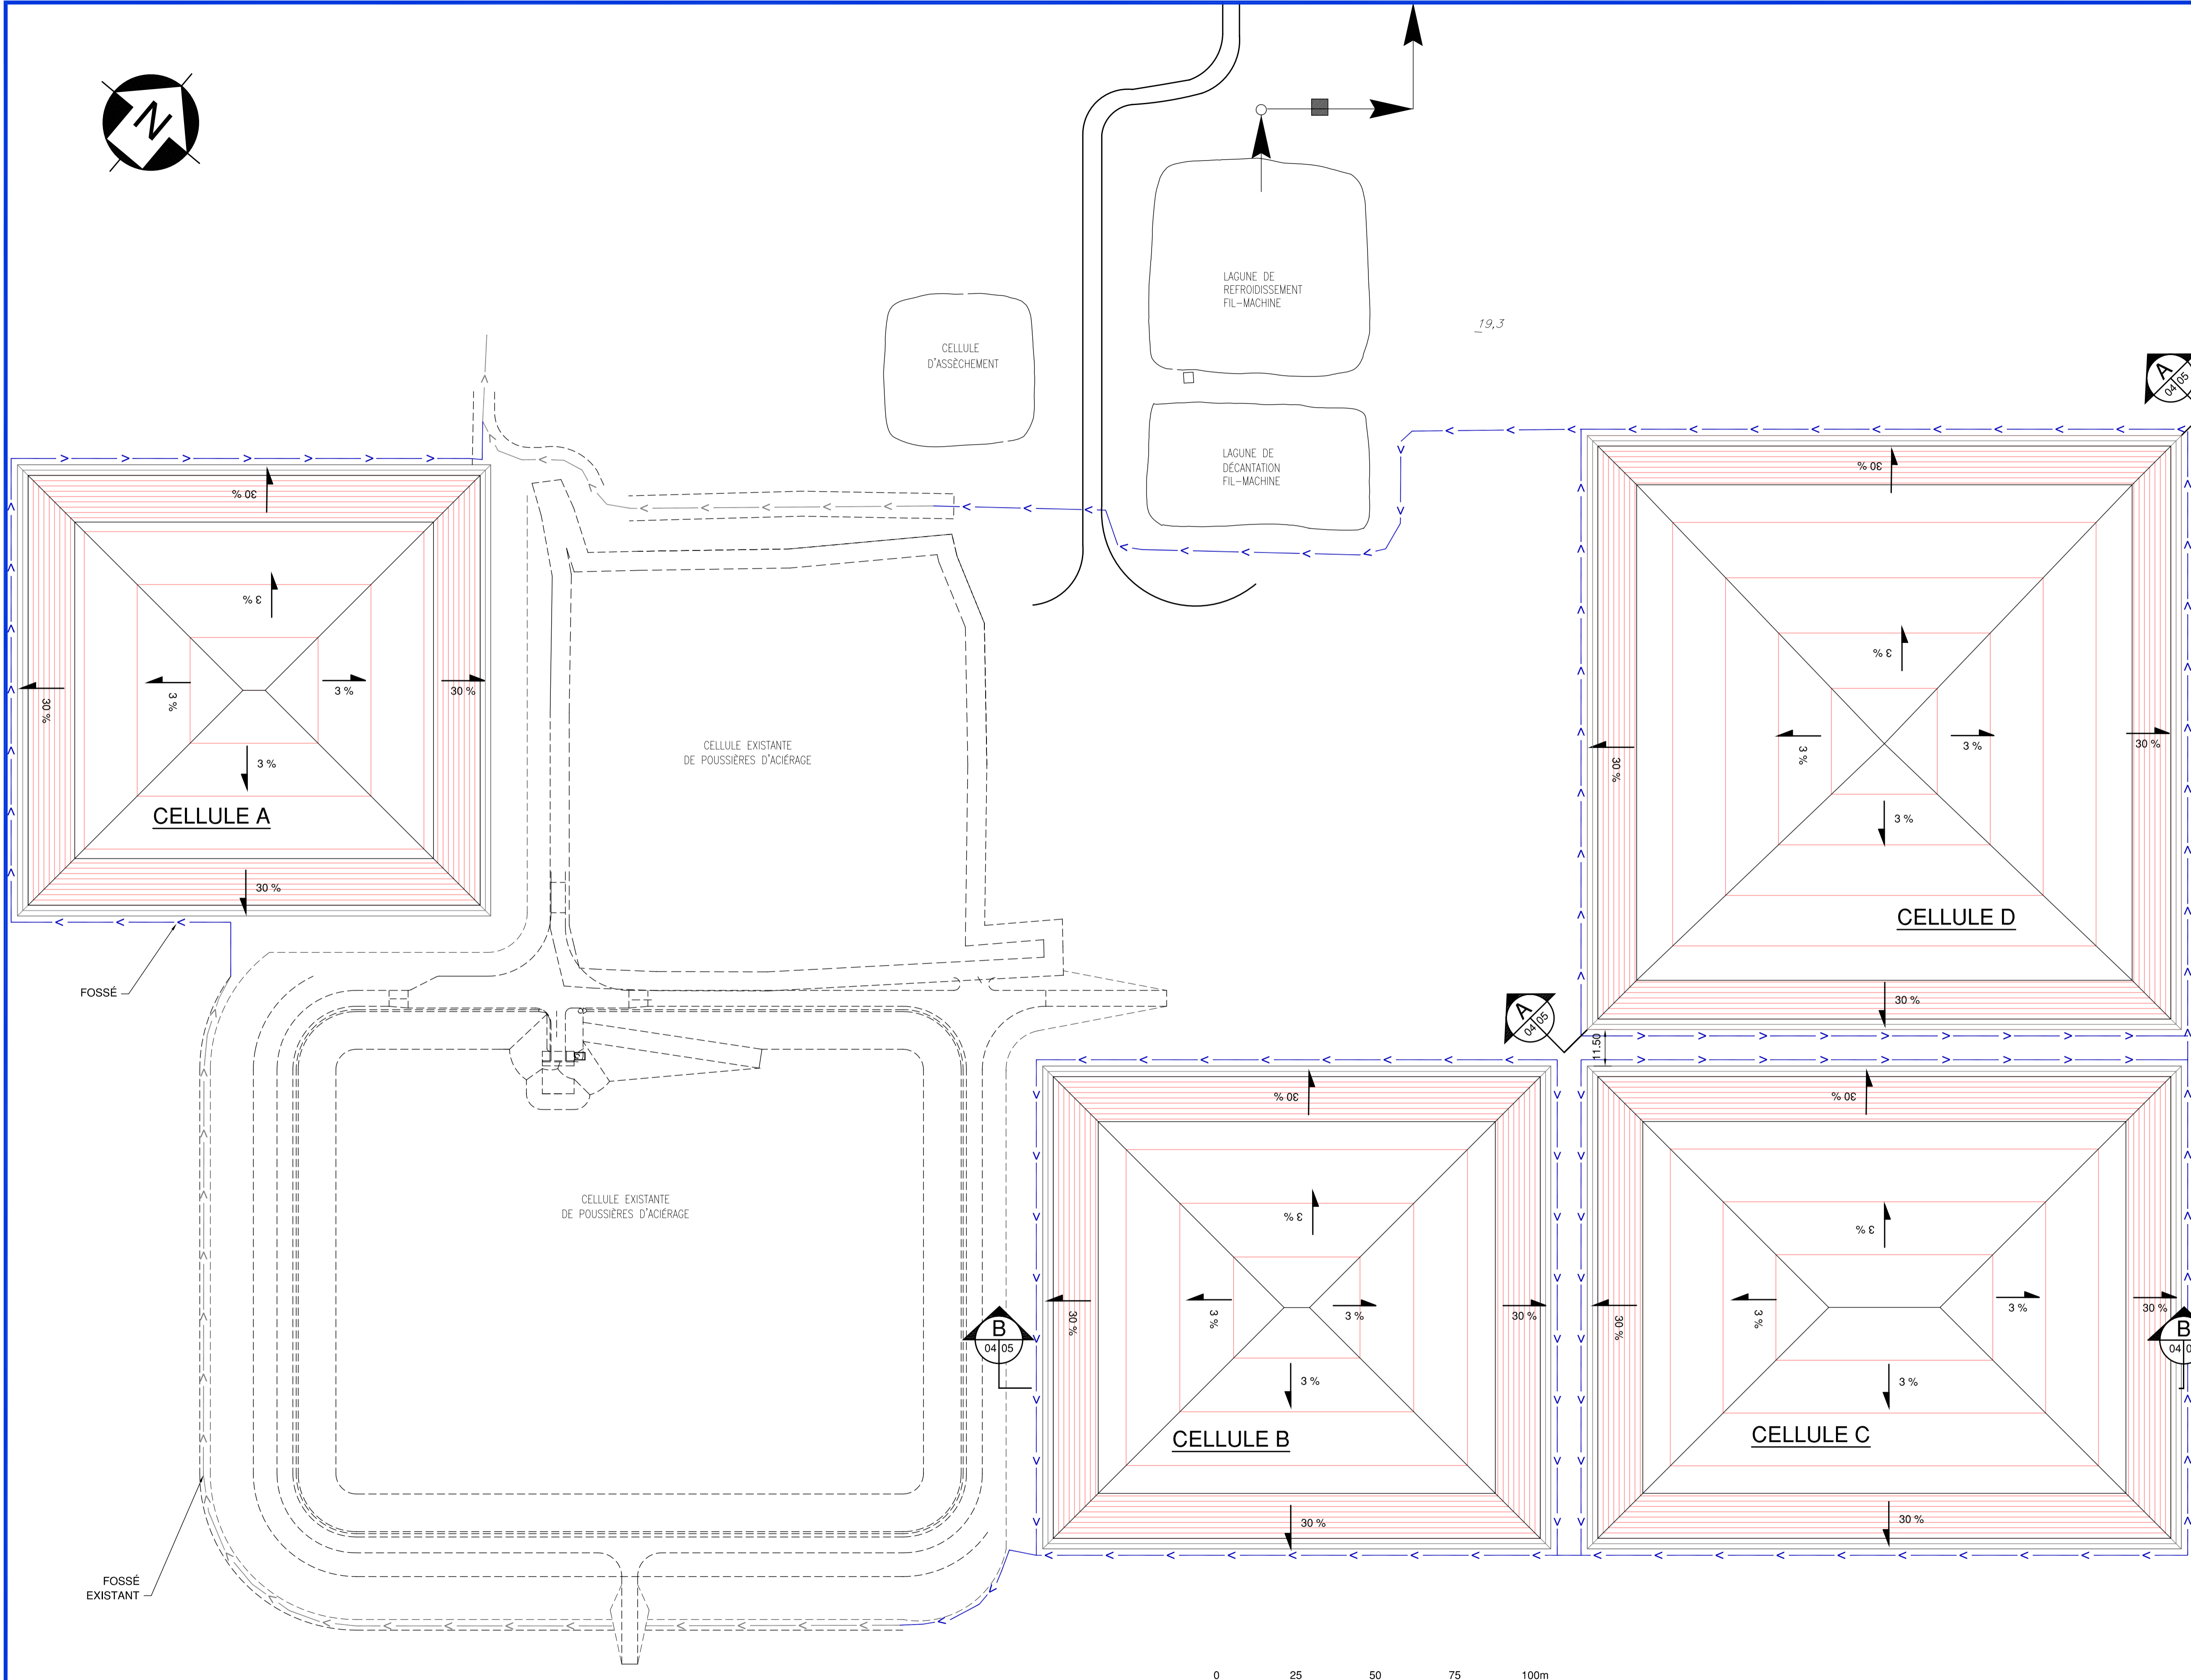 N
LAGUNE DE
REFROIDISSEMENT
FIL-MACHINE
19,3
CELLULE
D'ASSÈCHEMENT
A
04 05
LAGUNE DE
DÉCANTATION
FIL-MACHINE
30 %
3 %
30 %
3 %
3 %
30 %
3 %
CELLULE A
30 %
FOSSÉ
CELLULE EXISTANTE
DE POUSSIÈRES D'ACIÉRAGE
30 %
3 %
30 %
3 %
3 %
30 %
3 %
CELLULE D
30 %
A
04 05
11.50
CELLULE EXISTANTE
DE POUSSIÈRES D'ACIÉRAGE
30 %
3 %
30 %
3 %
3 %
30 %
B
04 05
3 %
CELLULE B
30 %
30 %
3 %
30 %
3 %
3 %
30 %
B
04
3 %
CELLULE C
30 %
FOSSÉ
EXISTANT
0 25 50 75 100m